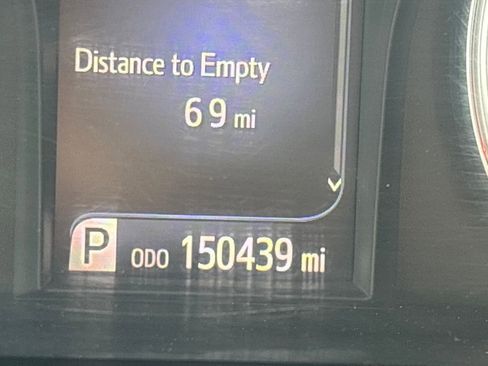 Distance to Empty
69 mi
P ODO 150439 mi